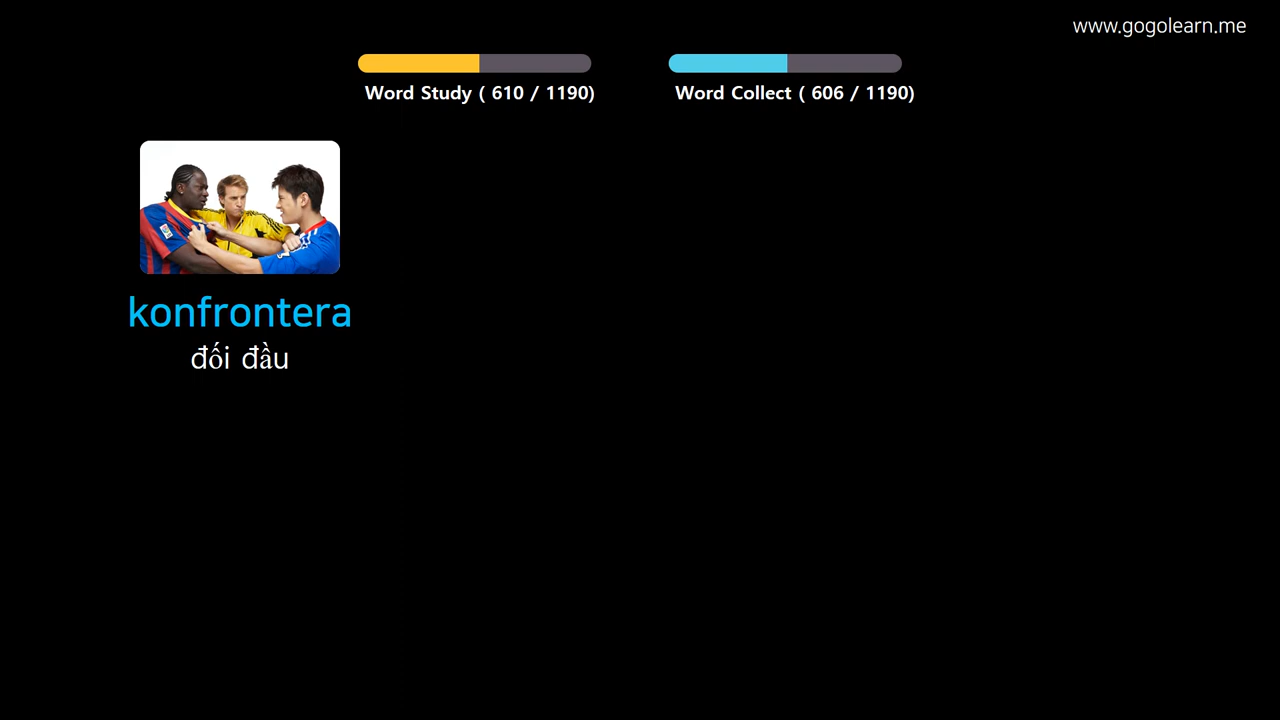 www.gogolearn.me
Word Study ( 610 / 1190)
Word Collect ( 606 / 1190)
konfrontera
đối đầu